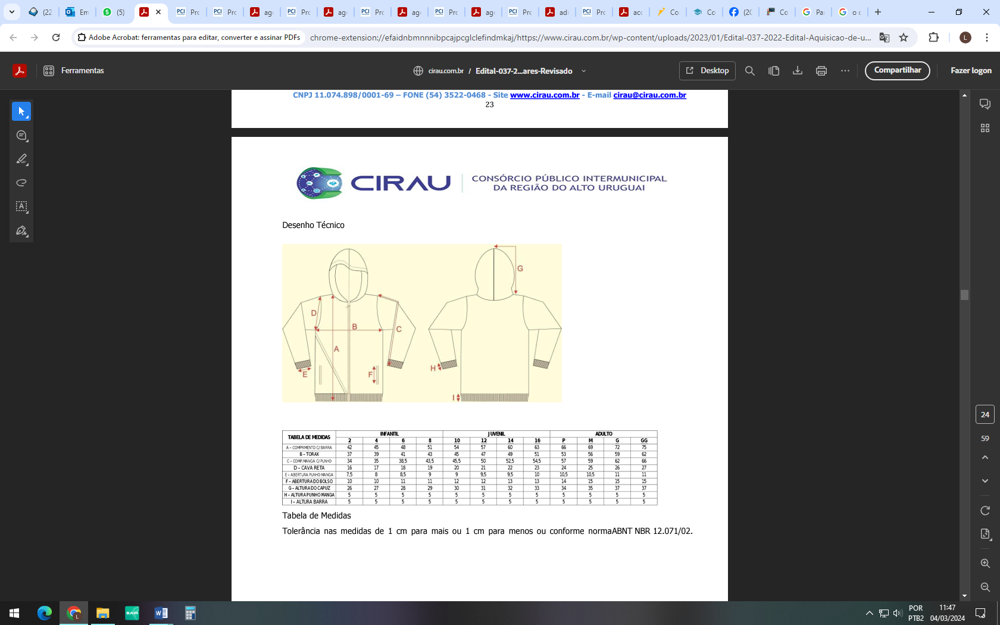 (22
Em
(5)
Pro
Pro
age
Pro
age
Pro
age
Pro
age
Pro
adi
Pro
acc
Co
Co
(20
Co
Pa
o c
Adobe Acrobat: ferramentas para editar, converter e assinar PDFs
chrome-extension://efaidnbmnnnibpcajpcglclefindmkaj/https://www.cirau.com.br/wp-content/uploads/2023/01/Edital-037-2022-Edital-Aquisicao-de-u...
L
Ferramentas
cirau.com.br / Edital-037-2...ares-Revisado
Desktop
Compartilhar
Fazer logon
CNPJ 11.074.898/0001-69 – FONE (54) 3522-0468 - Site www.cirau.com.br - E-mail cirau@cirau.com.br
23
CIRAU
CONSÓRCIO PÚBLICO INTERMUNICIPAL
DA REGIÃO DO ALTO URUGUAI
Desenho Técnico
G
D
B
C
A
E
F
H
I
TABELA DE MEDIDAS INFANTIL JUVENIL ADULTO
2 4 6 8 10 12 14 16 P M G GG
A – COMPRIMENTO C/ BARRA 42 45 48 51 54 57 60 63 66 69 72 75
B – TORAX 37 39 41 43 45 47 49 51 53 56 59 62
C – COMP.MANGA C/ PUNHO 34 35 38,5 43,5 45,5 50 52,5 54,5 57 59 62 66
D – CAVA RETA 16 17 18 19 20 21 22 23 24 25 26 27
E – ABERTURA PUNHO MANGA 7,5 8 8,5 9 9 9,5 9,5 10 10,5 10,5 11 11
F – ABERTURA DO BOLSO 10 10 11 11 12 12 13 13 14 15 15 15
G – ALTURA DO CAPUZ 26 27 28 29 30 31 32 33 34 35 37 37
H – ALTURA PUNHO MANGA 5 5 5 5 5 5 5 5 5 5 5 5
I – ALTURA BARRA 5 5 5 5 5 5 5 5 5 5 5 5
Tabela de Medidas
Tolerância nas medidas de 1 cm para mais ou 1 cm para menos ou conforme normaABNT NBR 12.071/02.
24
59
POR
PTB2
11:47
04/03/2024